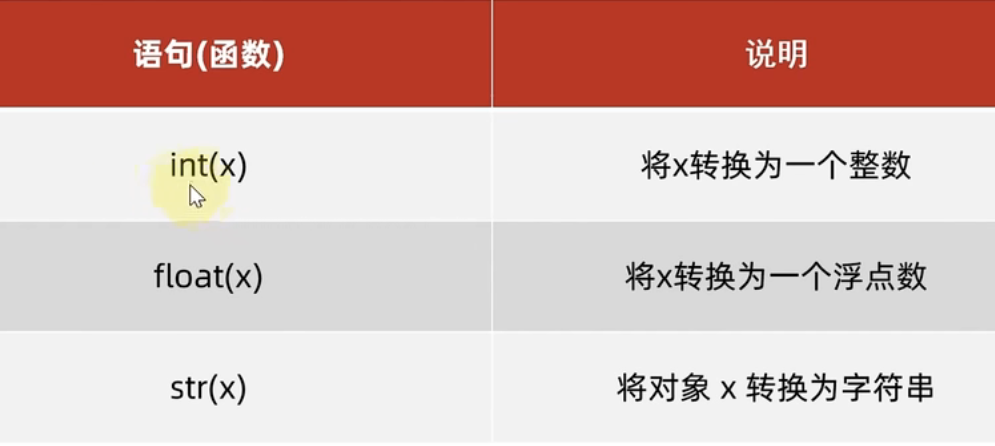 语句(函数) 说明
int(x) 将x转换为一个整数
float(x) 将x转换为一个浮点数
str(x) 将对象 x 转换为字符串